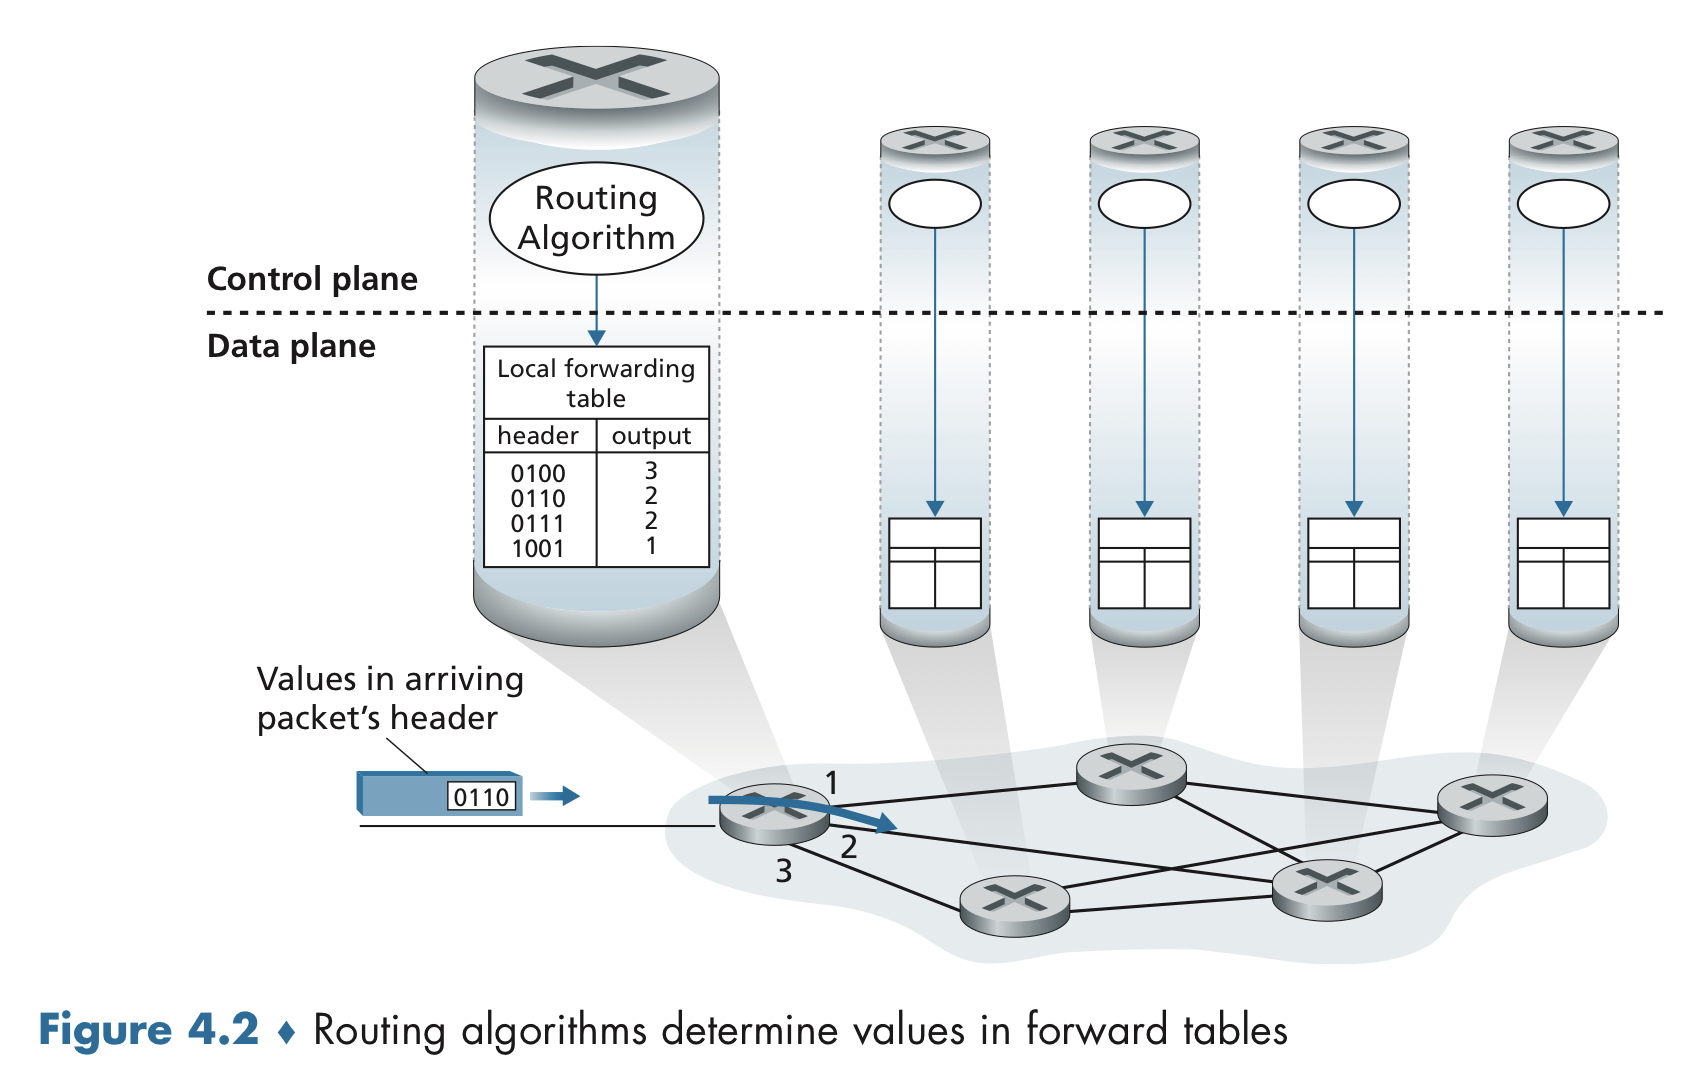 Routing
Algorithm
Control plane
Data plane
Local forwarding
table
header output
0100 3
0110 2
0111 2
1001 1
Values in arriving
packet’s header
0110
1
2
3
Figure 4.2 ♦ Routing algorithms determine values in forward tables